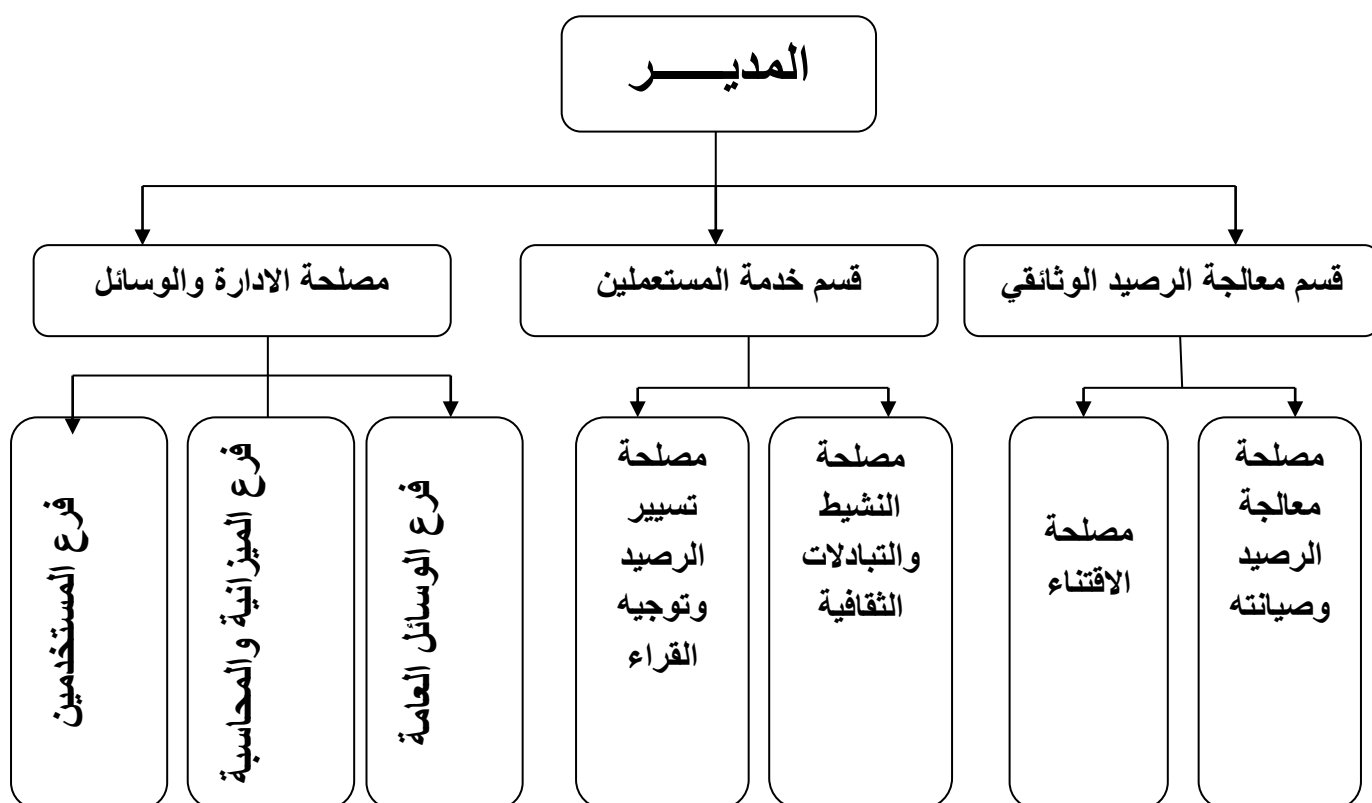 المديـــــر
قسم معالجة الرصيد الوثائقي
قسم خدمة المستعملين
مصلحة الادارة والوسائل
مصلحة
معالجة
الرصيد
وصيانته
مصلحة
الاقتناء
مصلحة
النشيط
والتبادلات
الثقافية
مصلحة
تسيير
الرصيد
وتوجيه
القراء
فرع الوسائل العامة
فرع الميزانية والمحاسبة
فرع المستخدمين